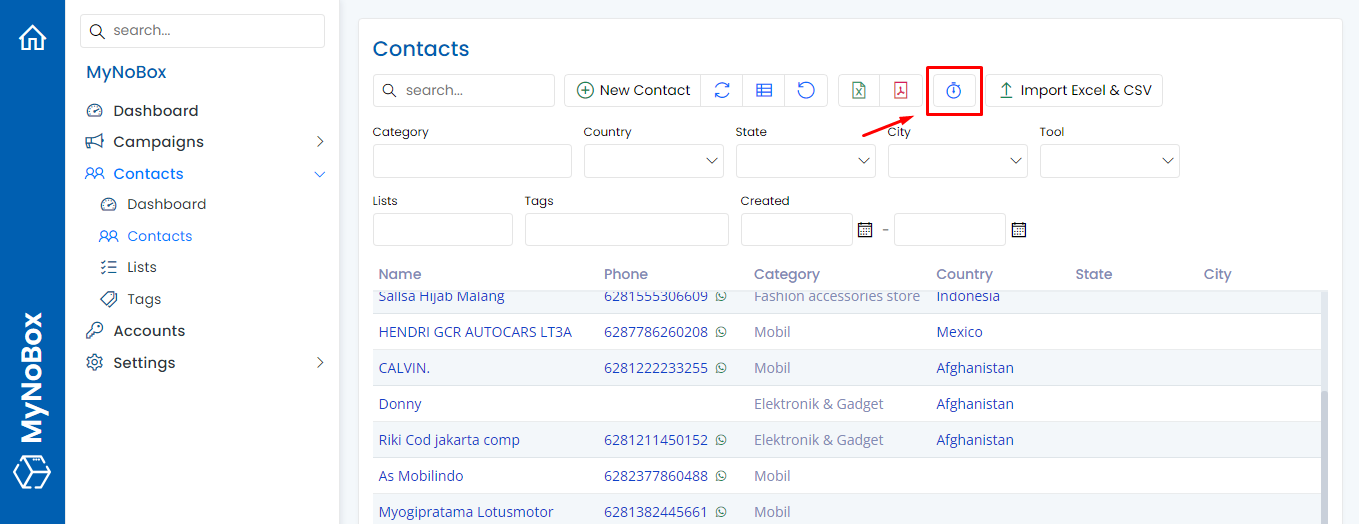 search...
MyNoBox
Dashboard
Campaigns
Contacts
Dashboard
Contacts
Lists
Tags
Accounts
Settings
MyNoBox
Contacts
search...
New Contact
Import Excel & CSV
Category Country State City Tool
Lists Tags Created
-
Name Phone Category Country State City
Salisa Hijab Malang 6281555306609 Fashion accessories store Indonesia
HENDRI GCR AUTOCARS LT3A 6287786260208 Mobil Mexico
CALVIN. 6281222233255 Mobil Afghanistan
Donny Elektronik & Gadget Afghanistan
Riki Cod jakarta comp 6281211450152 Elektronik & Gadget Afghanistan
As Mobilindo 6282377860488 Mobil
Myogipratama Lotusmotor 6281382445661 Mobil